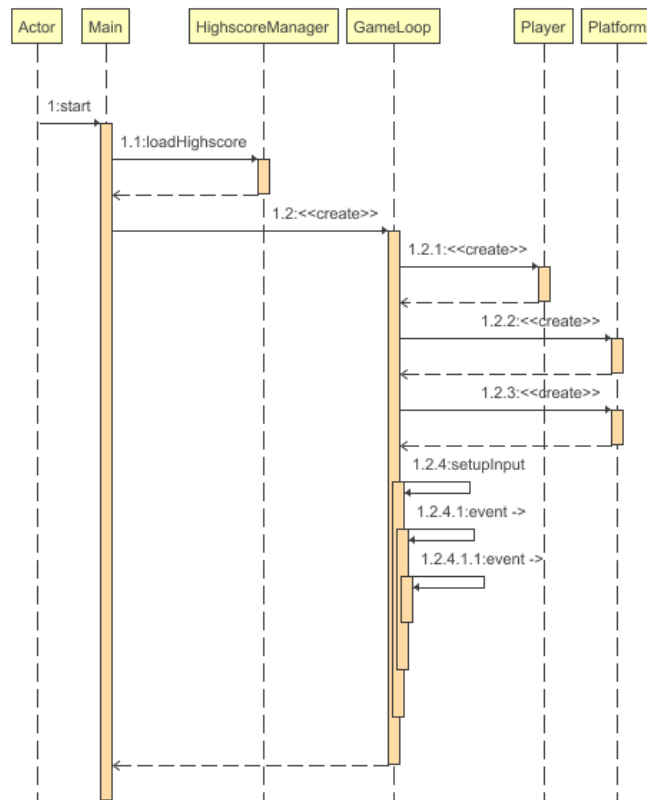 Actor Main HighscoreManager GameLoop Player Platform
1:start
1.1:loadHighscore
1.2:<<create>>
1.2.1:<<create>>
1.2.2:<<create>>
1.2.3:<<create>>
1.2.4:setupInput
1.2.4.1:event ->
1.2.4.1.1:event ->